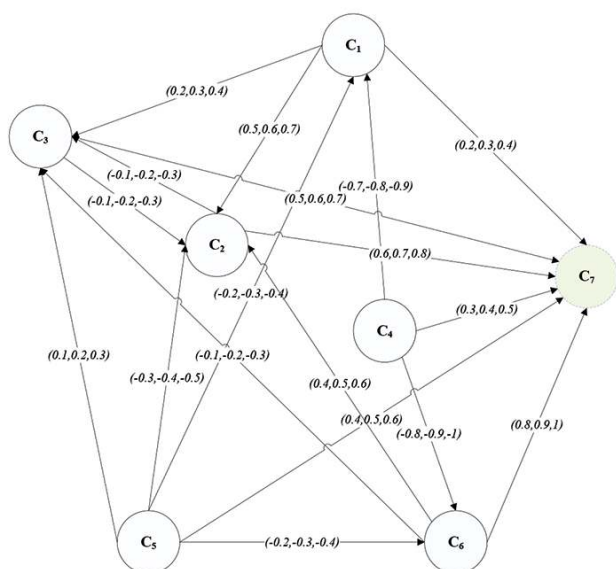 C₁
(0.2,0.3,0.4)
C₃
(0.5,0.6,0.7)
(0.2,0.3,0.4)
(-0.1,-0.2,-0.3)
(-0.7,-0.8,-0.9)
(-0.1,-0.2,-0.3)
(0.5,0.6,0.7)
C₂
(0.6,0.7,0.8)
C₇
(-0.2,-0.3,-0.4)
(0.3,0.4,0.5)
C₄
(0.1,0.2,0.3)
(-0.1,-0.2,-0.3)
(-0.3,-0.4,-0.5)
(0.4,0.5,0.6)
(0.4,0.5,0.6)
(0.8,0.9,1)
(-0.8,-0.9,-1)
C₅
(-0.2,-0.3,-0.4)
C₆